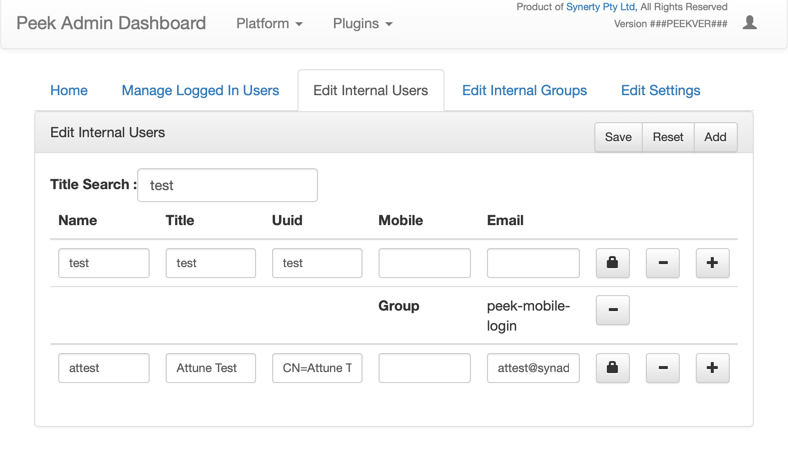 Product of Synerty Pty Ltd, All Rights Reserved
Peek Admin Dashboard Platform Plugins Version ###PEEKVER###
Home Manage Logged In Users Edit Internal Users Edit Internal Groups Edit Settings
Edit Internal Users Save Reset Add
Title Search : test
Name Title Uuid Mobile Email
test test test
Group peek-mobile-
login
attest Attune Test CN=Attune T attest@synad